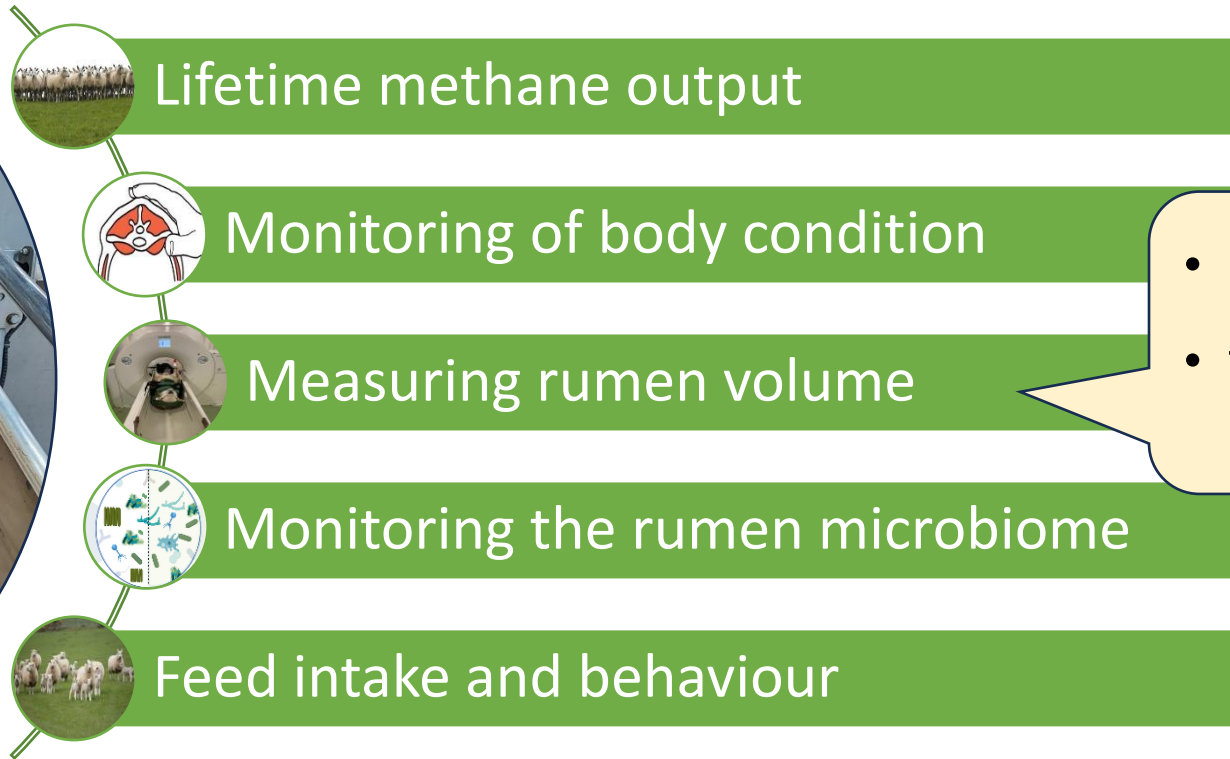 Lifetime methane output
Monitoring of body condition
Measuring rumen volume
Monitoring the rumen microbiome
Feed intake and behaviour